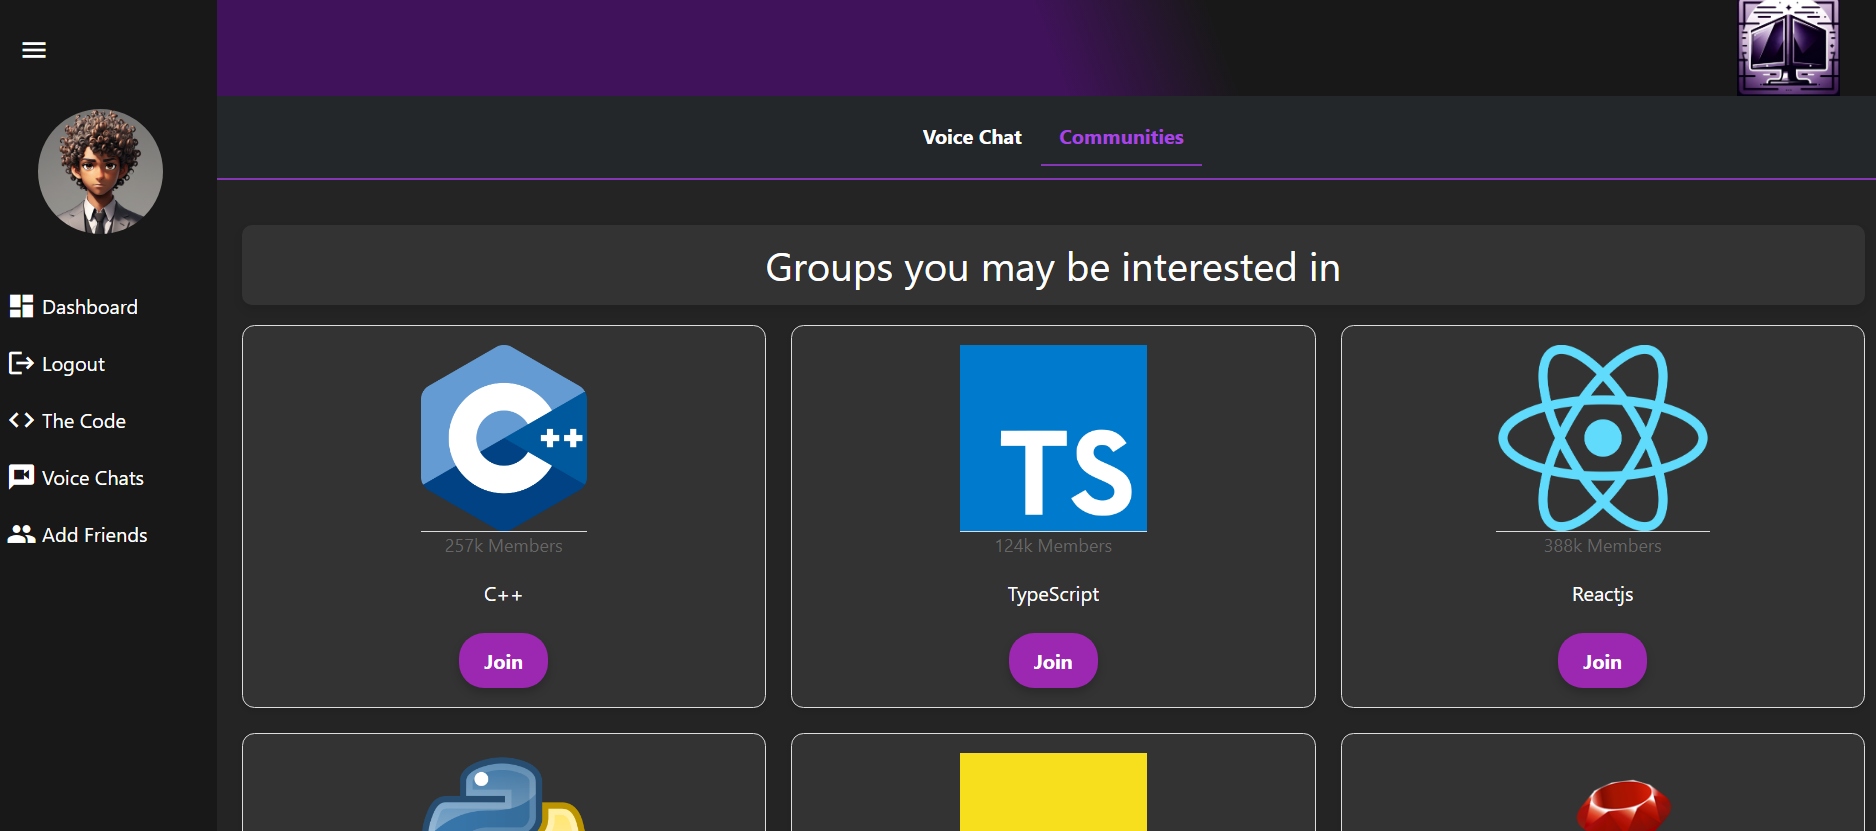 Voice Chat
Communities
Dashboard
Logout
The Code
Voice Chats
Add Friends
Groups you may be interested in
C++
257k Members
C++
Join
TS
124k Members
TypeScript
Join
388k Members
Reactjs
Join